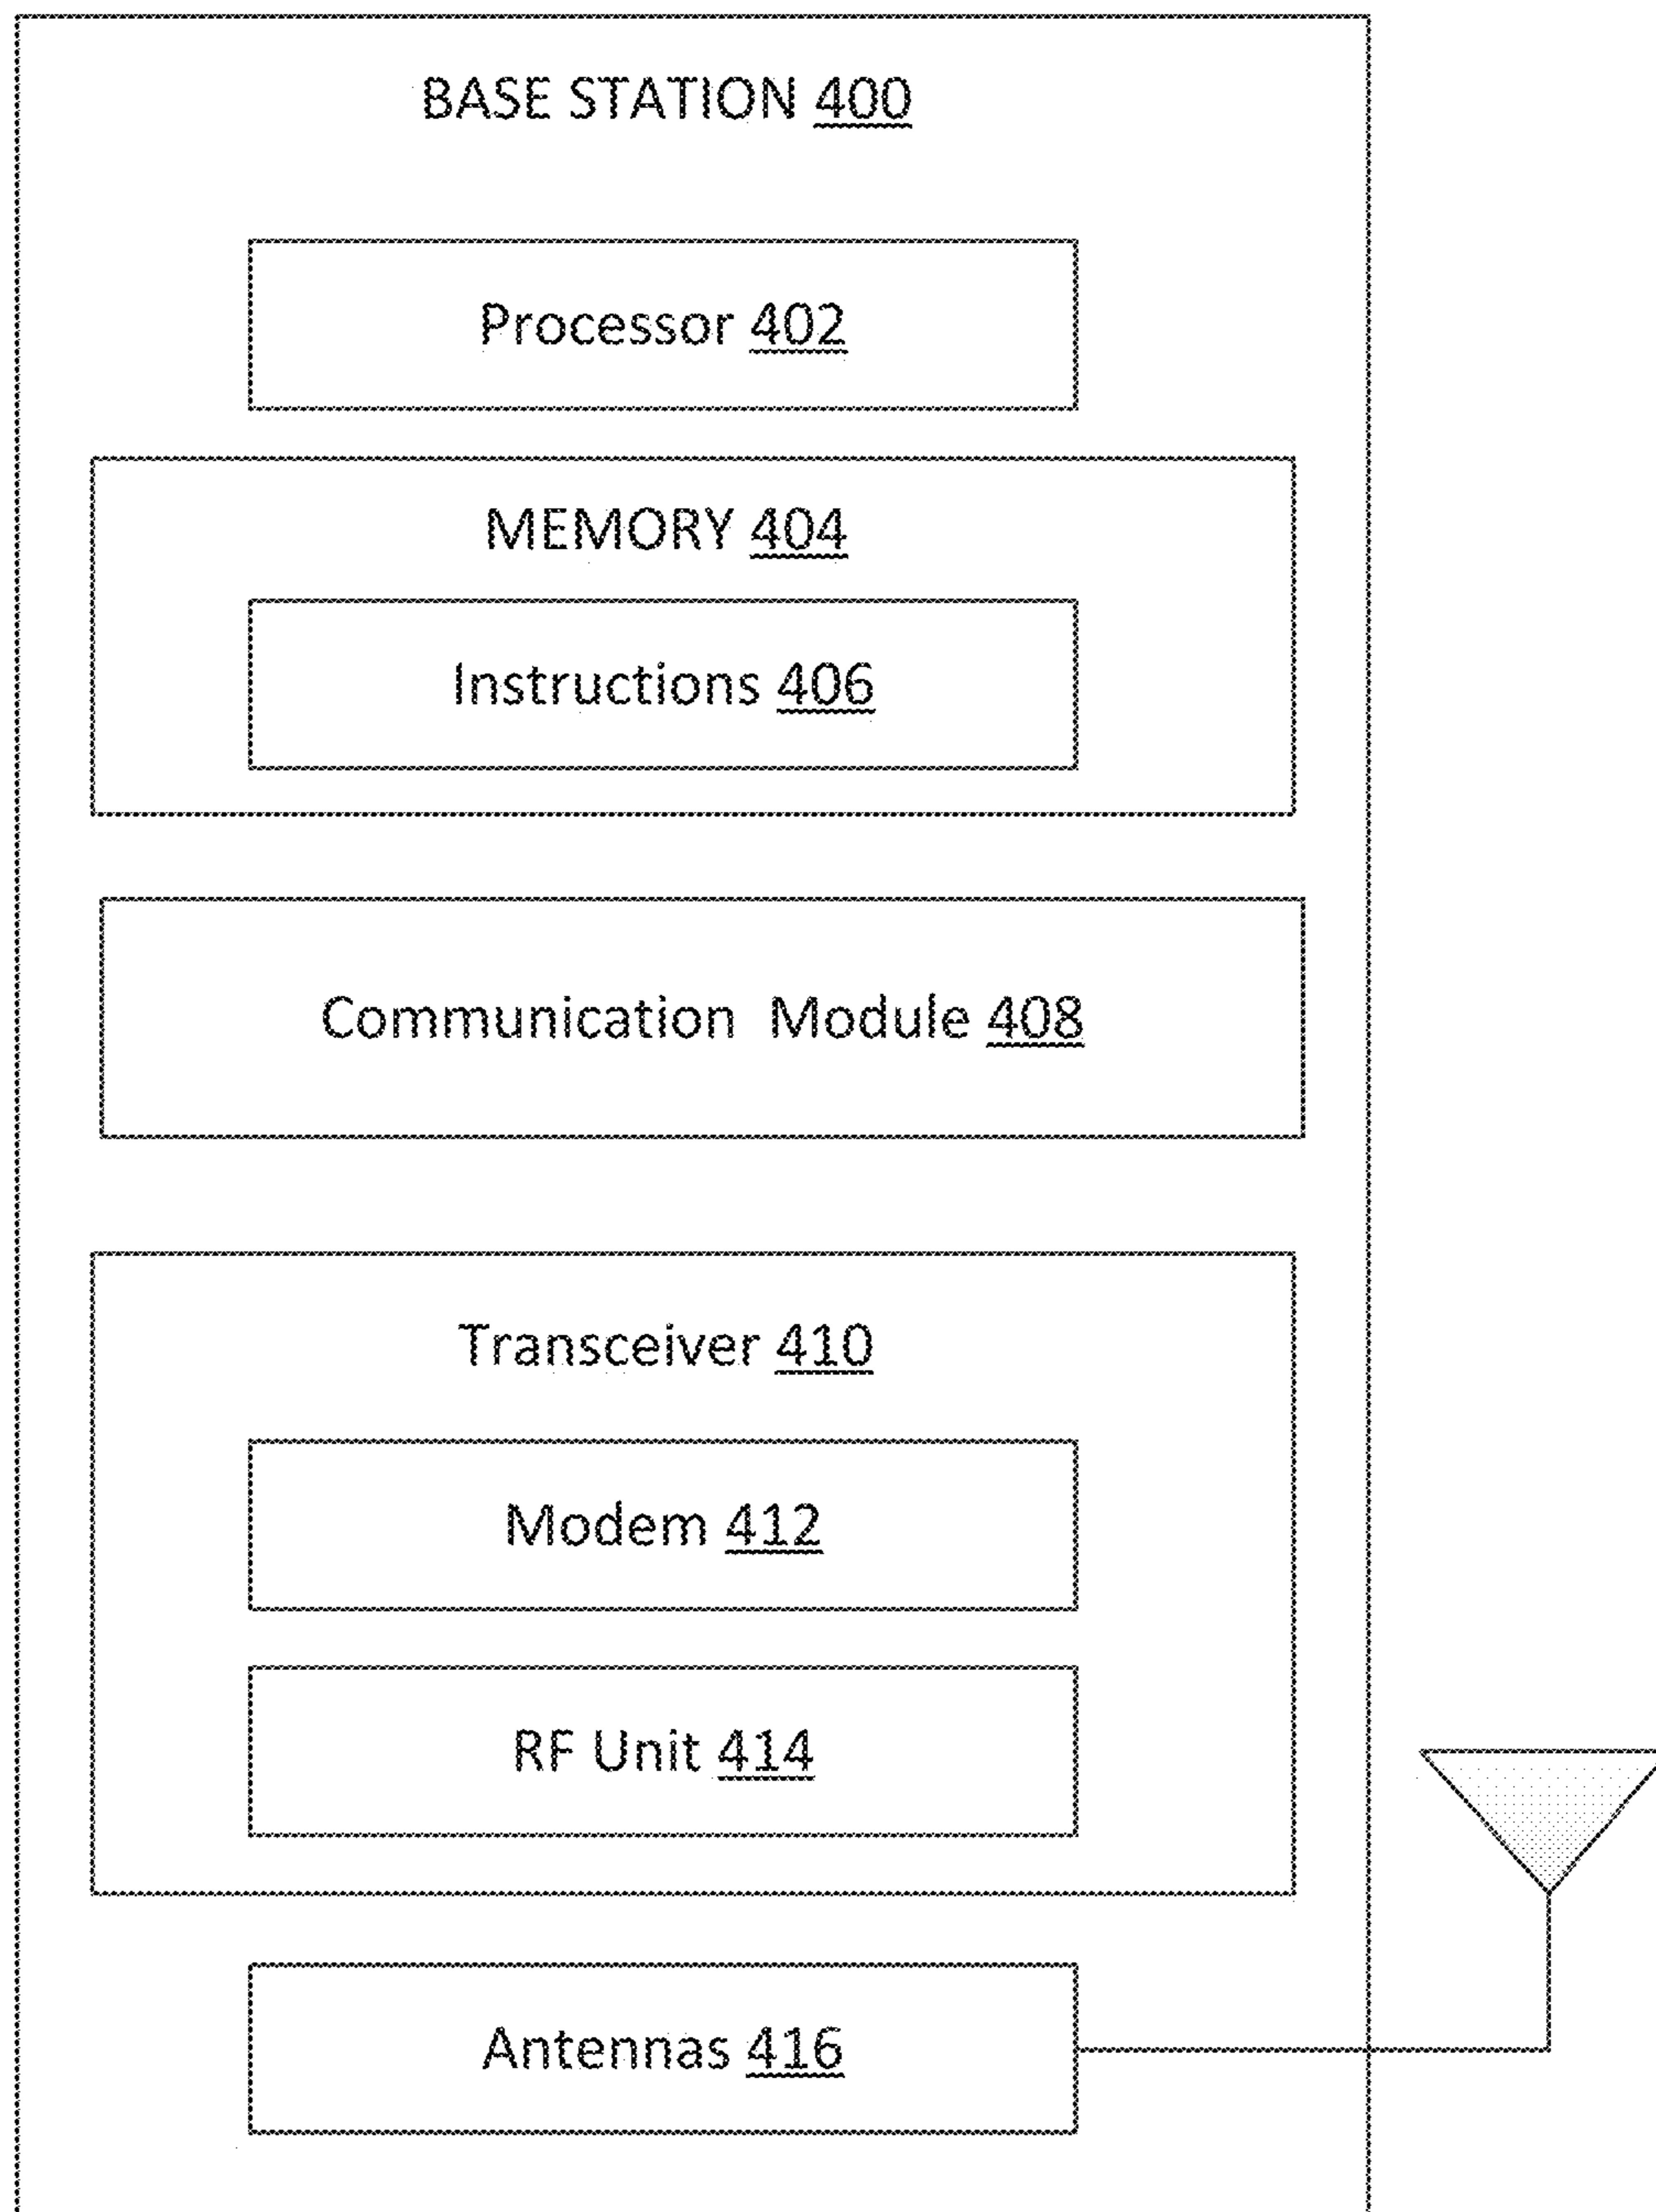 BASE STATION 400
Processor 402
MEMORY 404
Instructions 406
Communication Module 408
Transceiver 410
Modem 412
RF Unit 414
Antennas 416